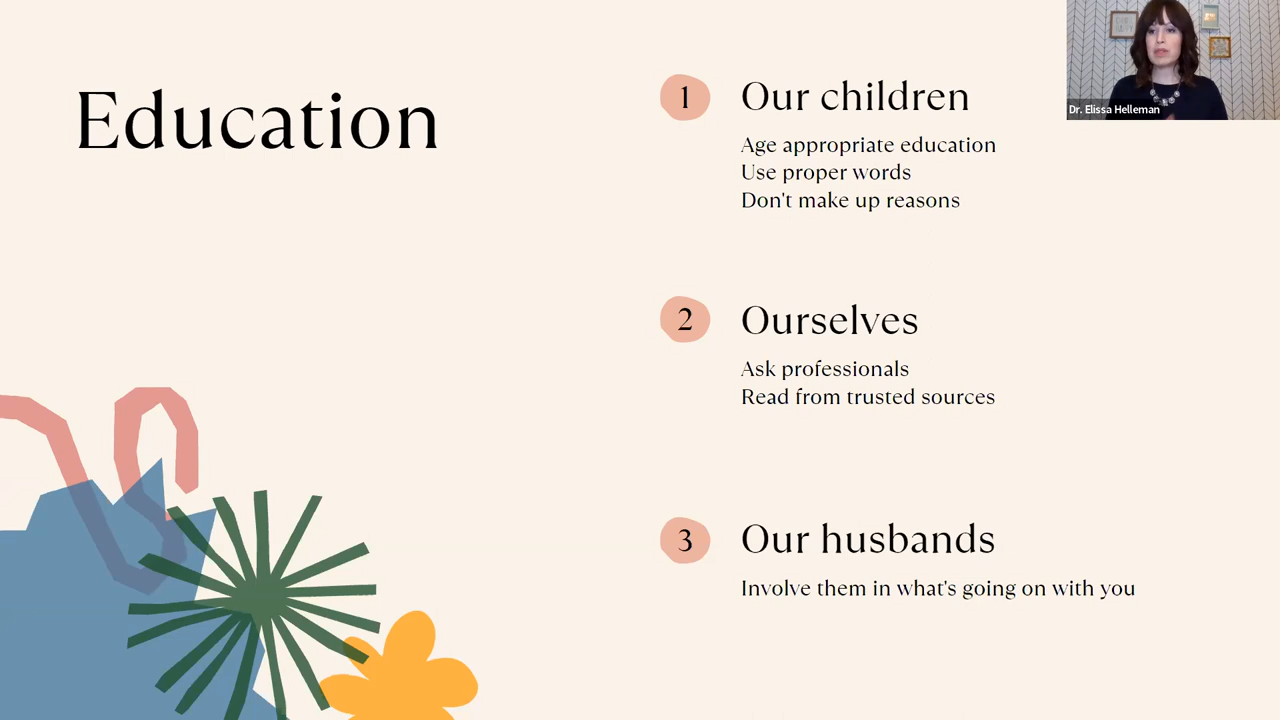 Education
1
Our children
Age appropriate education
Use proper words
Don't make up reasons
2
Ourselves
Ask professionals
Read from trusted sources
3
Our husbands
Involve them in what's going on with you
Dr. Elissa Helleman